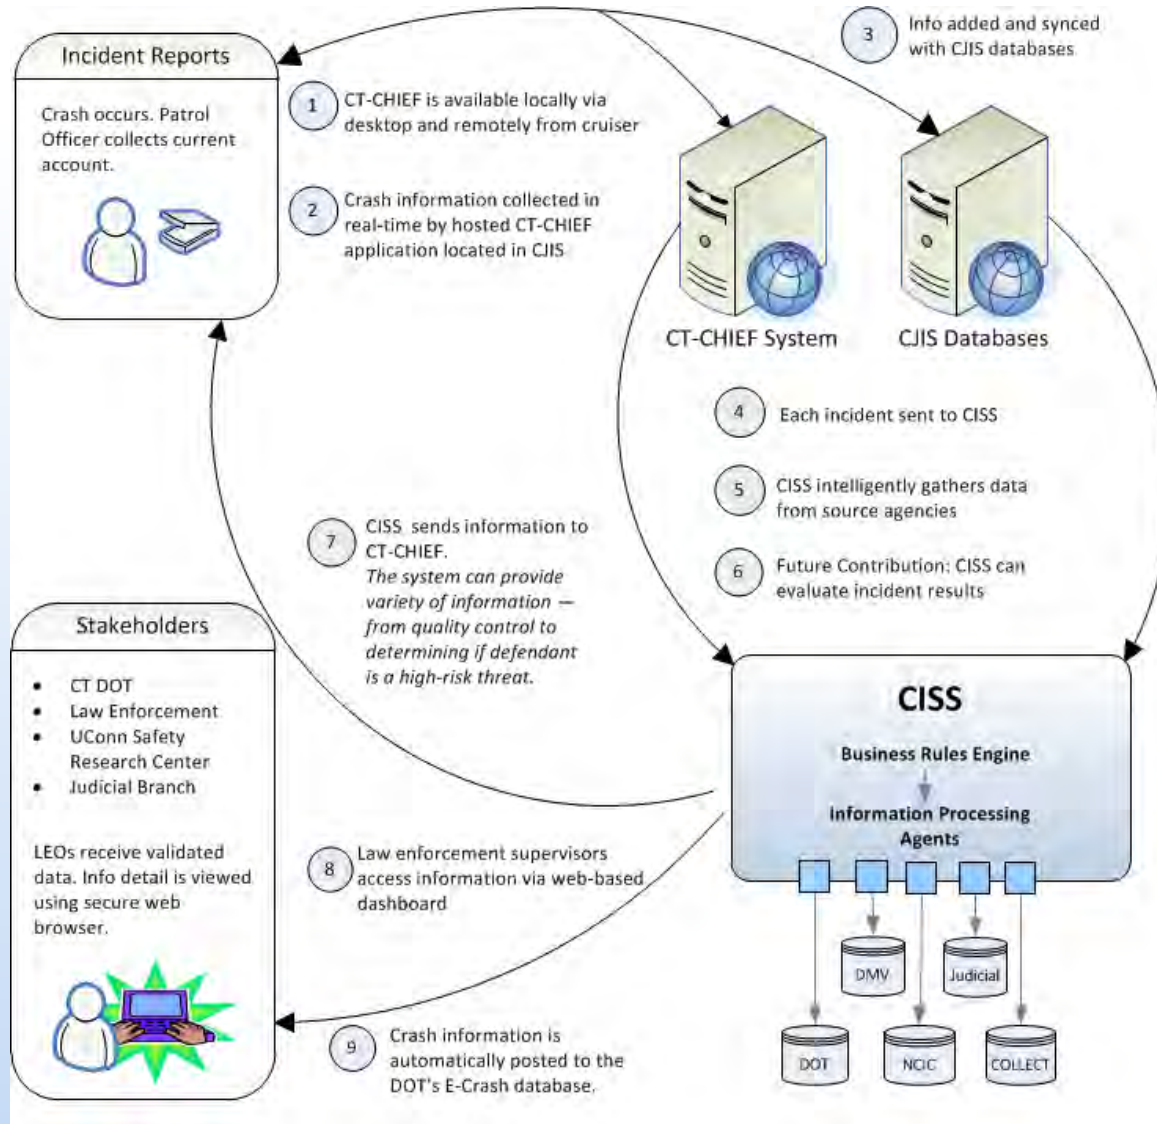 Incident Reports
Crash occurs. Patrol
Officer collects current
account.
1
CT-CHIEF is available locally via
desktop and remotely from cruiser
2
Crash information collected in
real-time by hosted CT-CHIEF
application located in CJIS
3
Info added and synced
with CJIS databases
CT-CHIEF System
CJIS Databases
4
Each incident sent to CISS
5
CISS intelligently gathers data
from source agencies
6
Future Contribution: CISS can
evaluate incident results
7
CISS sends information to
CT-CHIEF.
The system can provide
variety of information —
from quality control to
determining if defendant
is a high-risk threat.
Stakeholders
• CT DOT
• Law Enforcement
• UConn Safety
Research Center
• Judicial Branch
LEOs receive validated
data. Info detail is viewed
using secure web
browser.
8
Law enforcement supervisors
access information via web-based
dashboard
9
Crash information is
automatically posted to the
DOT's E-Crash database.
CISS
Business Rules Engine
Information Processing
Agents
DMV
Judicial
DOT
NCIC
COLLECT